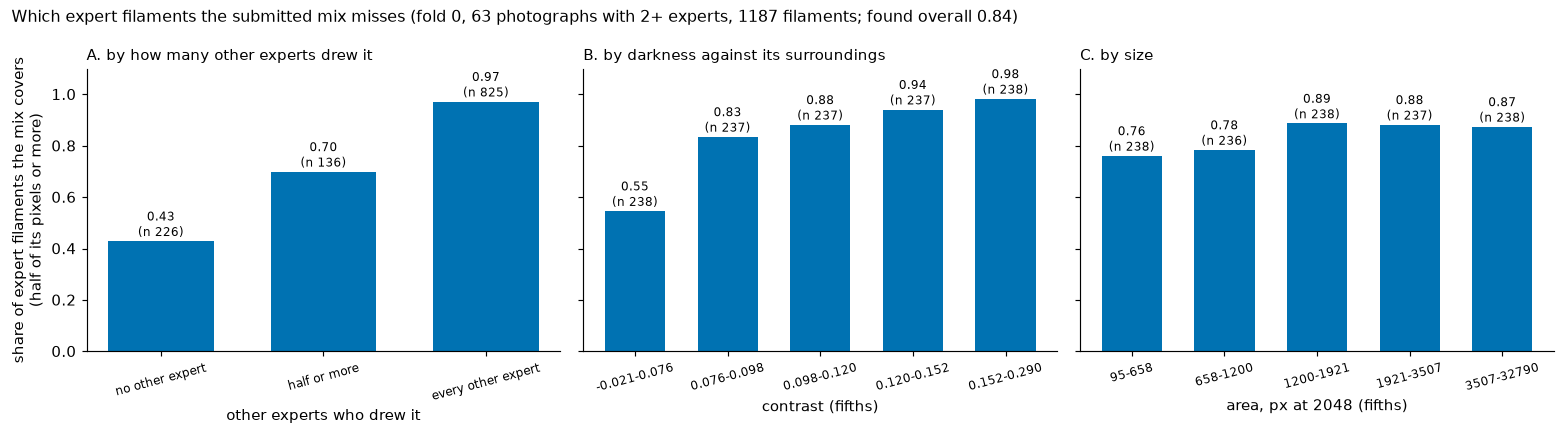 Which expert filaments the submitted mix misses (fold 0, 63 photographs with 2+ experts, 1187 filaments; found overall 0.84)
A. by how many other experts drew it
share of expert filaments the mix covers
(half of its pixels or more)
1.0
0.8
0.6
0.4
0.2
0.0
0.43
(n 226)
0.70
(n 136)
0.97
(n 825)
no other expert
half or more
every other expert
other experts who drew it
B. by darkness against its surroundings
0.55
(n 238)
0.83
(n 237)
0.88
(n 237)
0.94
(n 237)
0.98
(n 238)
-0.021-0.076
0.076-0.098
0.098-0.120
0.120-0.152
0.152-0.290
contrast (fifths)
C. by size
0.76
(n 238)
0.78
(n 236)
0.89
(n 238)
0.88
(n 237)
0.87
(n 238)
95-658
658-1200
1200-1921
1921-3507
3507-32790
area, px at 2048 (fifths)